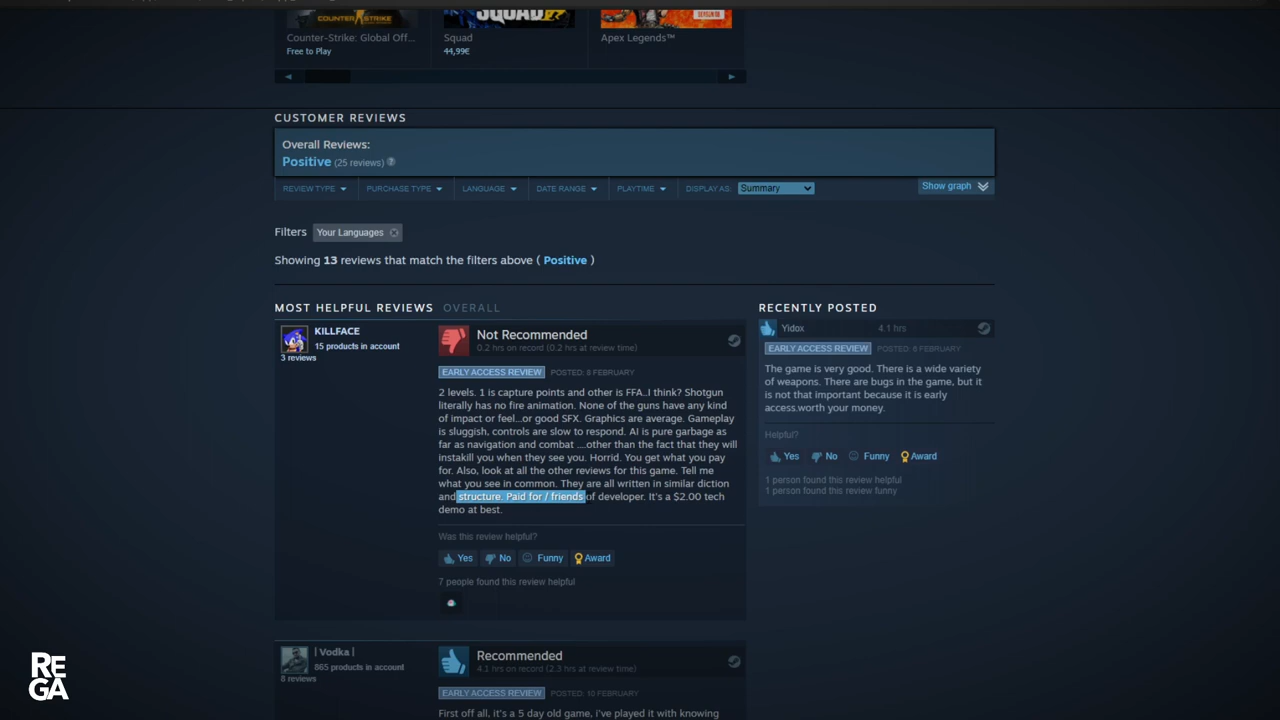 COUNTER STRIKE
SQUAD
Counter-Strike: Global Off...
Free to Play
Squad
44,99€
Apex Legends™
CUSTOMER REVIEWS
Overall Reviews:
Positive (25 reviews) ?
REVIEW TYPE
PURCHASE TYPE
LANGUAGE
DATE RANGE
PLAYTIME
DISPLAY AS: Summary
Show graph
Filters Your Languages
Showing 13 reviews that match the filters above ( Positive )
MOST HELPFUL REVIEWS OVERALL
KILLFACE
15 products in account
3 reviews
Not Recommended
0.2 hrs on record (0.2 hrs at review time)
EARLY ACCESS REVIEW POSTED: 8 FEBRUARY
2 levels. 1 is capture points and other is FFA..I think? Shotgun
literally has no fire animation. None of the guns have any kind
of impact or feel...or good SFX. Graphics are average. Gameplay
is sluggish, controls are slow to respond. AI is pure garbage as
far as navigation and combat ....other than the fact that they will
instakill you when they see you. Horrid. You get what you pay
for. Also, look at all the other reviews for this game. Tell me
what you see in common. They are all written in similar diction
and structure. Paid for / friends of developer. It's a $2.00 tech
demo at best.
Was this review helpful?
Yes No Funny Award
7 people found this review helpful
| Vodka |
865 products in account
8 reviews
Recommended
4.1 hrs on record (2.3 hrs at review time)
EARLY ACCESS REVIEW POSTED: 10 FEBRUARY
First off all, it's a 5 day old game, i've played it with knowing
RECENTLY POSTED
Yidox 4.1 hrs
EARLY ACCESS REVIEW POSTED: 6 FEBRUARY
The game is very good. There is a wide variety
of weapons. There are bugs in the game, but it
is not that important because it is early
access.worth your money.
Helpful?
Yes No Funny Award
1 person found this review helpful
1 person found this review funny
RE
GA